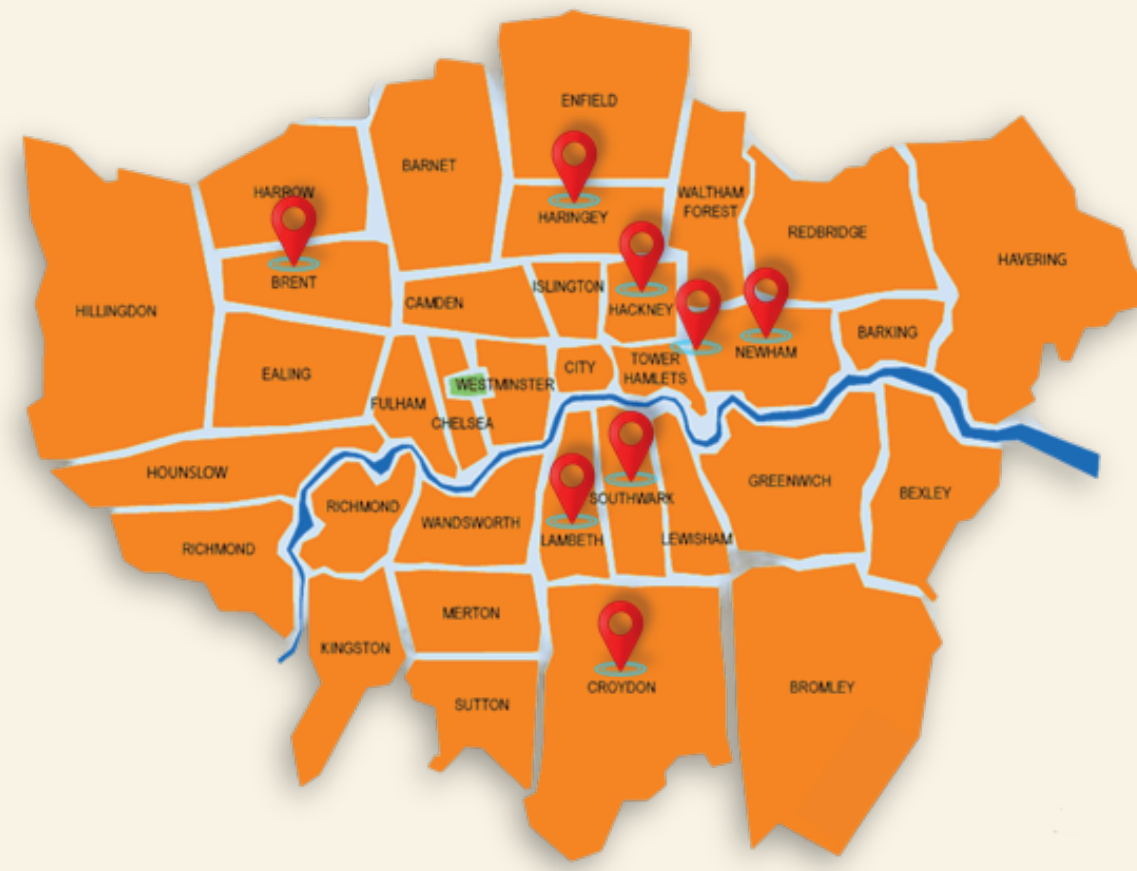 ENFIELD
BARNET
HARROW
HARINGEY
WALTHAM
FOREST
REDBRIDGE
HAVERING
BRENT
HILLINGDON
CAMDEN
ISLINGTON
HACKNEY
BARKING
NEWHAM
TOWER
HAMLETS
CITY
EALING
WESTMINSTER
FULHAM
CHELSEA
HOUNSLOW
RICHMOND
RICHMOND
WANDSWORTH
LAMBETH
SOUTHWARK
LEWISHAM
GREENWICH
BEXLEY
MERTON
KINGSTON
SUTTON
CROYDON
BROMLEY